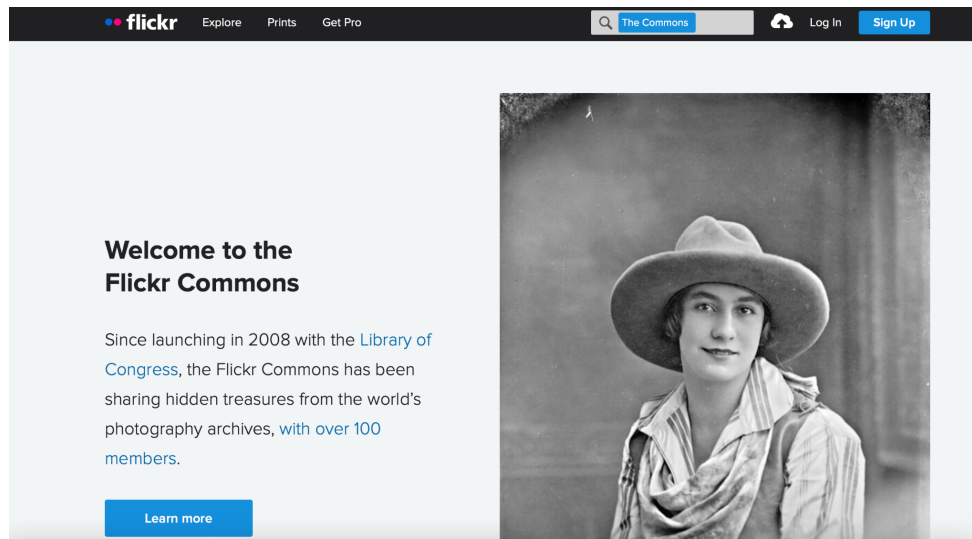 flickr Explore Prints Get Pro The Commons Log In Sign Up
Welcome to the
Flickr Commons
Since launching in 2008 with the Library of
Congress, the Flickr Commons has been
sharing hidden treasures from the world's
photography archives, with over 100
members.
Learn more